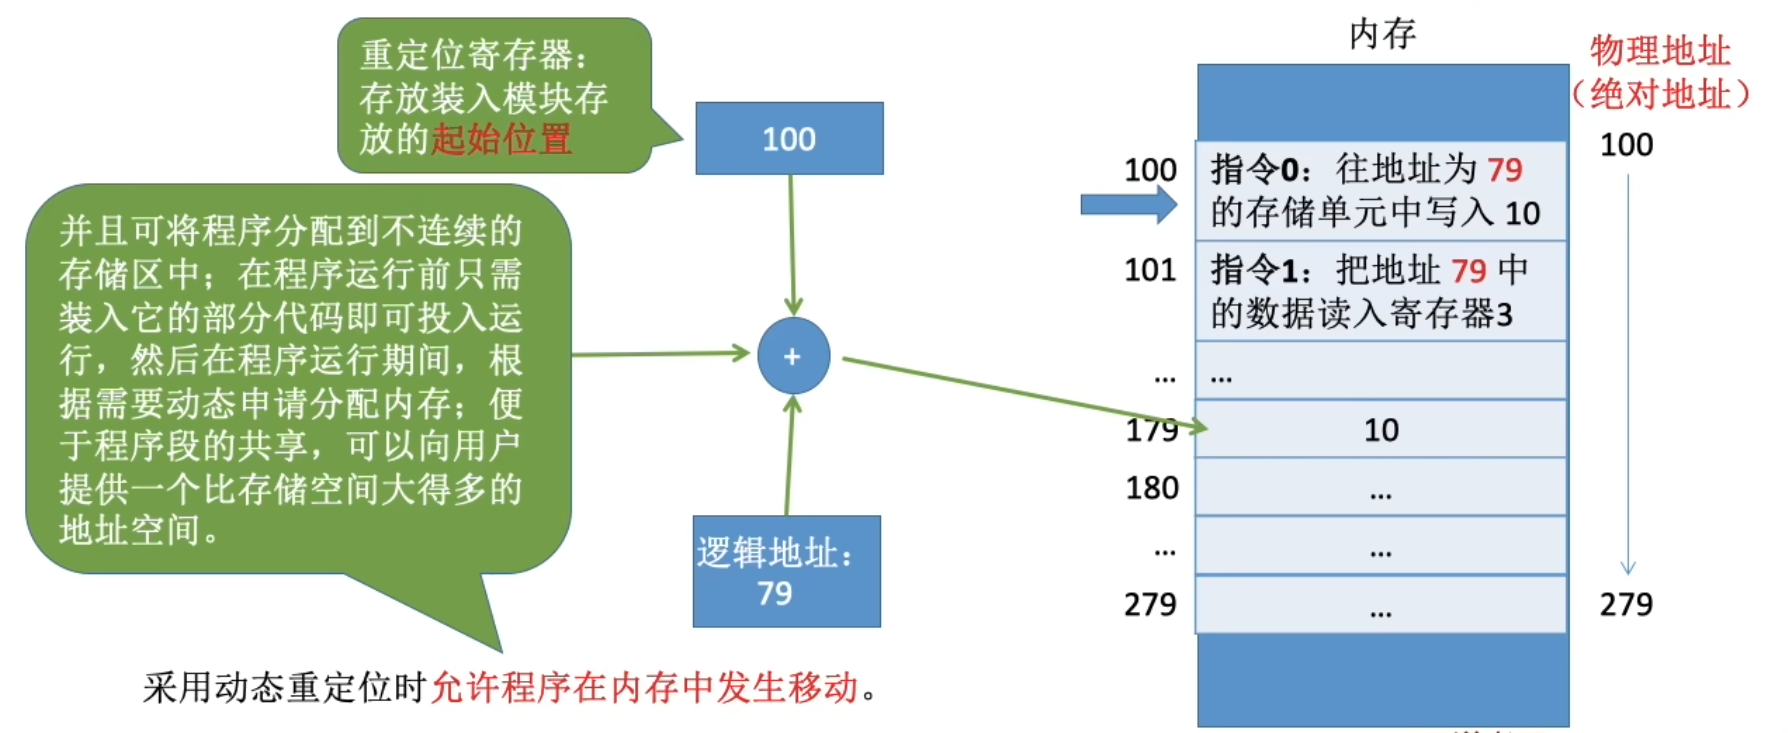 内存
物理地址
（绝对地址）
重定位寄存器：
存放装入模块存
放的起始位置
100
100
279
100
指令0：往地址为 79
的存储单元中写入 10
101
指令1：把地址 79 中
的数据读入寄存器3
...
...
179
10
180
...
...
...
279
...
并且可将程序分配到不连续的
存储区中；在程序运行前只需
装入它的部分代码即可投入运
行，然后在程序运行期间，根
据需要动态申请分配内存；便
于程序段的共享，可以向用户
提供一个比存储空间大得多的
地址空间。
+
逻辑地址：
79
采用动态重定位时允许程序在内存中发生移动。